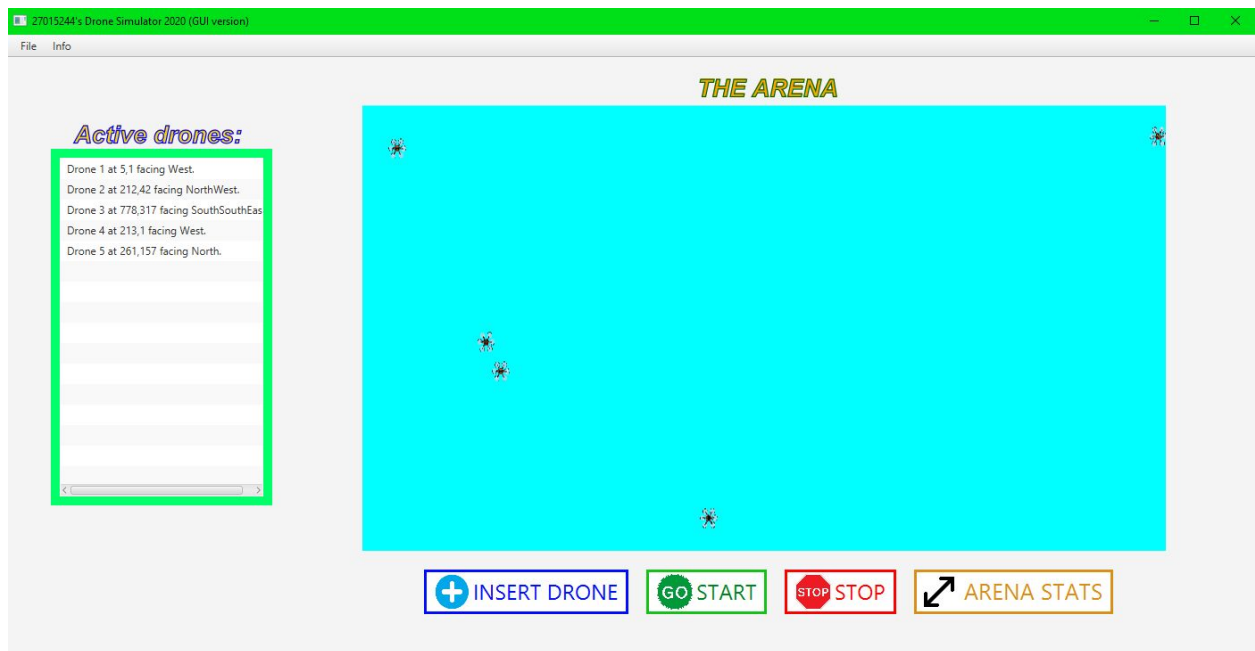 27015244's Drone Simulator 2020 (GUI version)
File Info
THE ARENA
Active drones:
Drone 1 at 5,1 facing West.
Drone 2 at 212,42 facing NorthWest.
Drone 3 at 778,317 facing SouthSouthEas
Drone 4 at 213,1 facing West.
Drone 5 at 261,157 facing North.
INSERT DRONE
GO START
STOP STOP
ARENA STATS